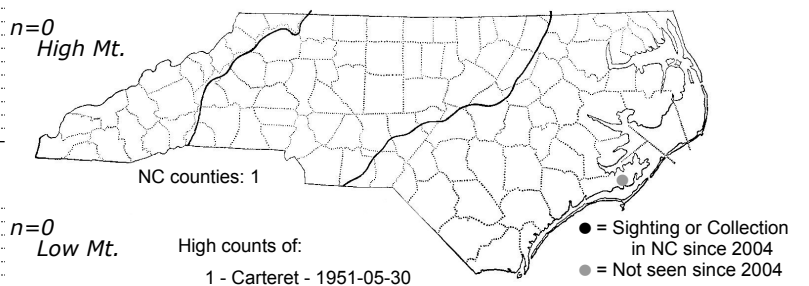 n=0
High Mt.
NC counties: 1
n=0
Low Mt.
High counts of:
1 - Carteret - 1951-05-30
● = Sighting or Collection
in NC since 2004
● = Not seen since 2004